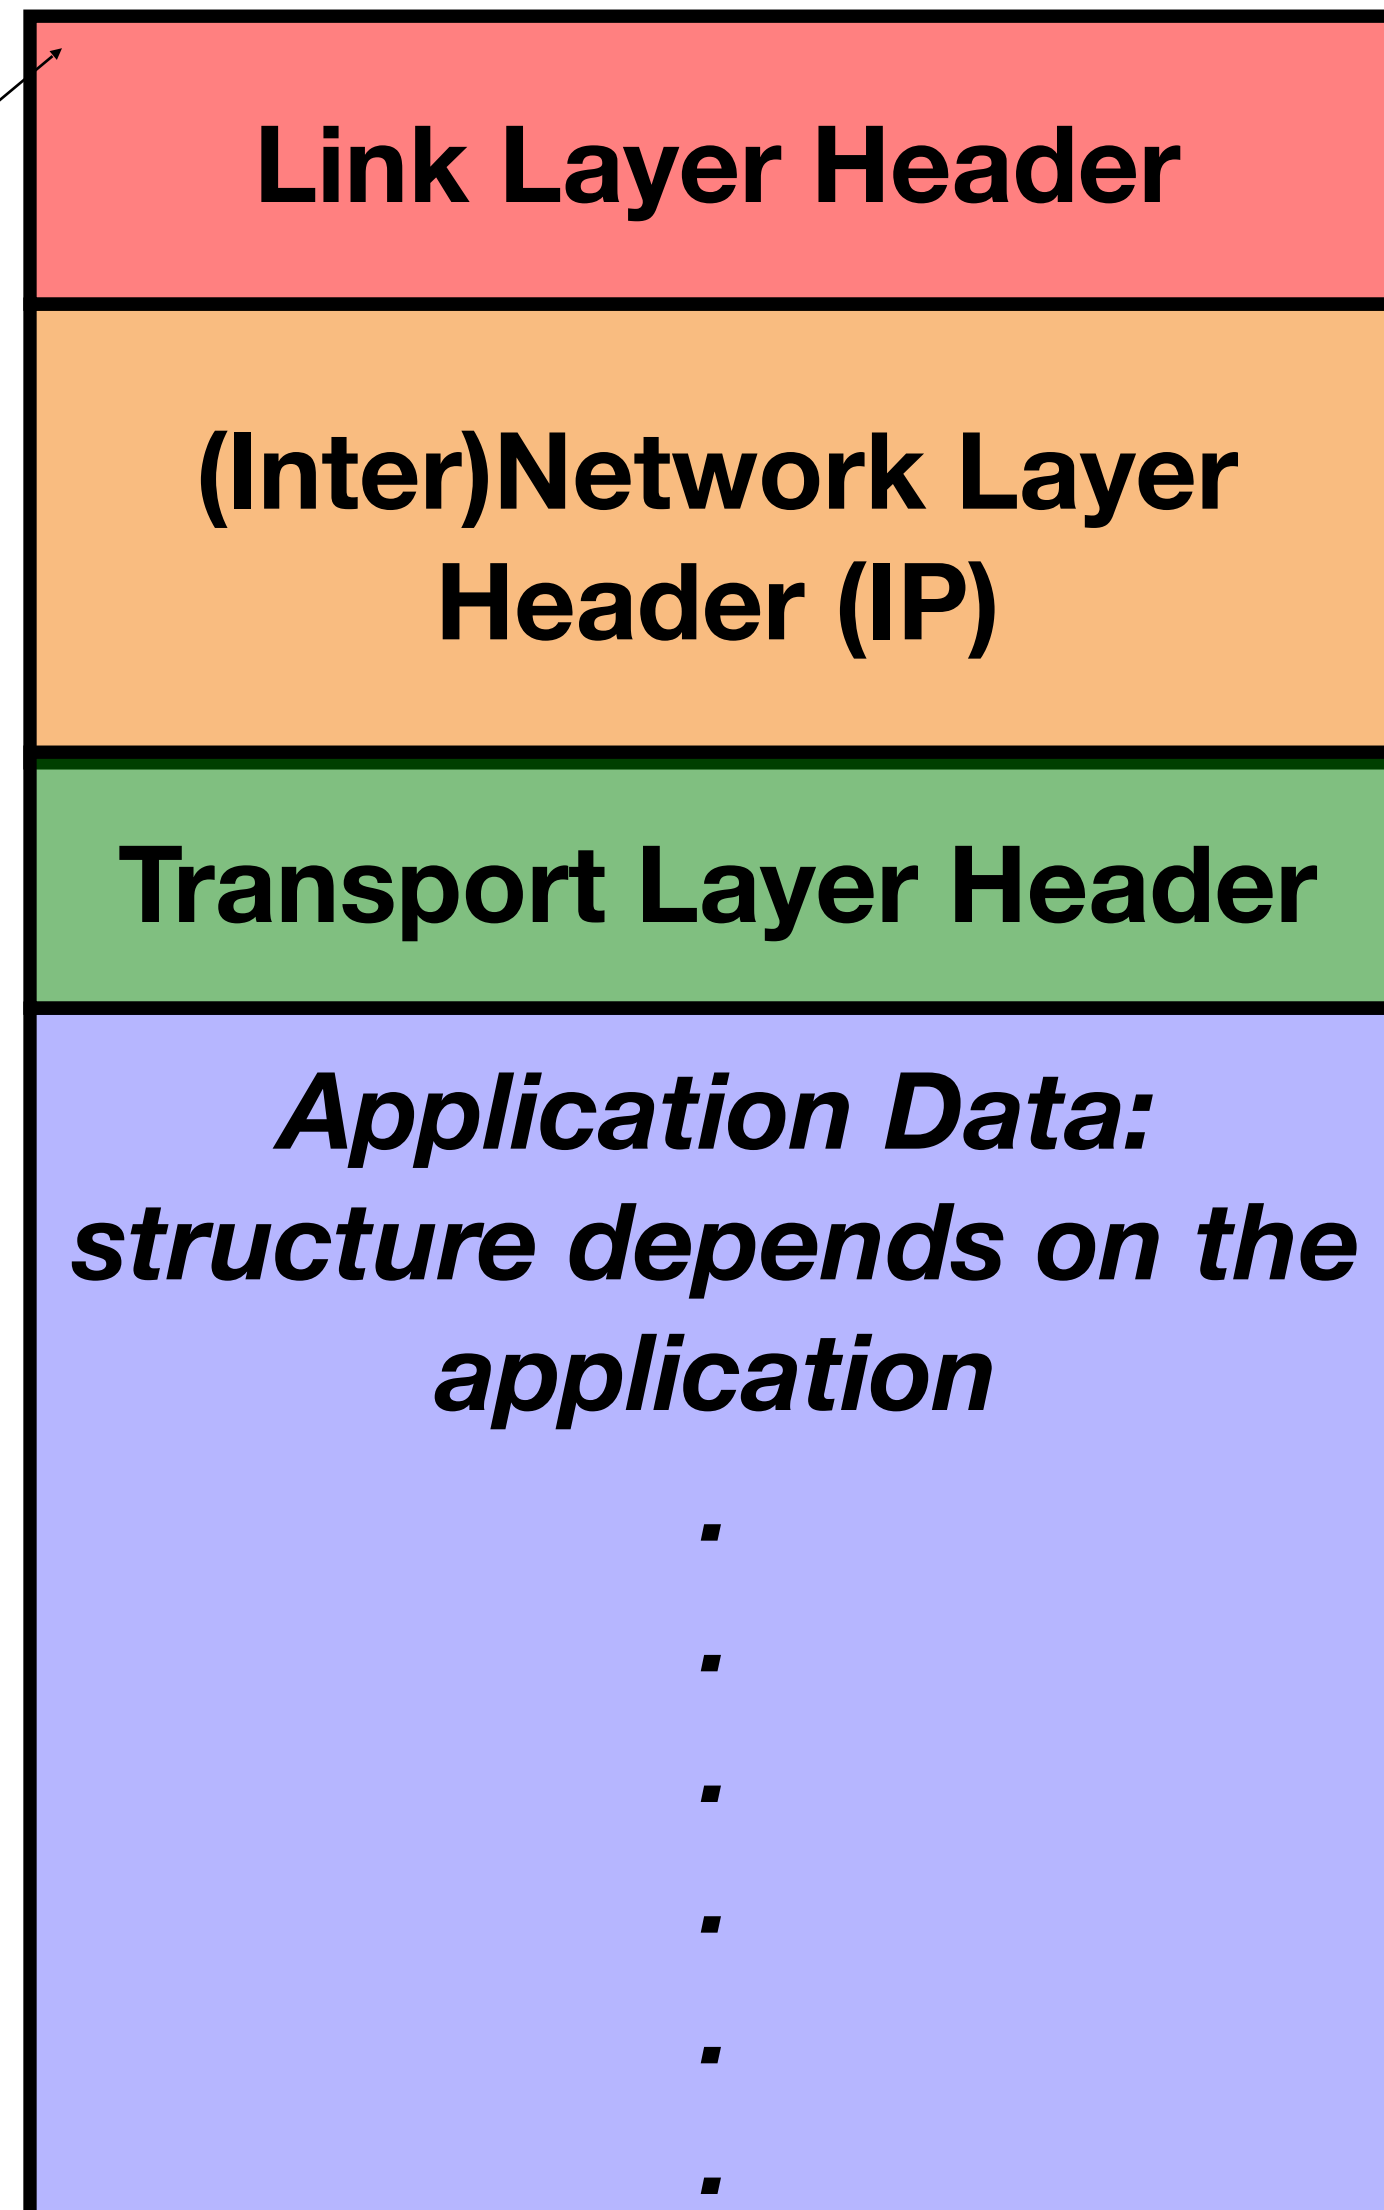 Link Layer Header
(Inter)Network Layer
Header (IP)
Transport Layer Header
Application Data:
structure depends on the
application
.
.
.
.
.
.